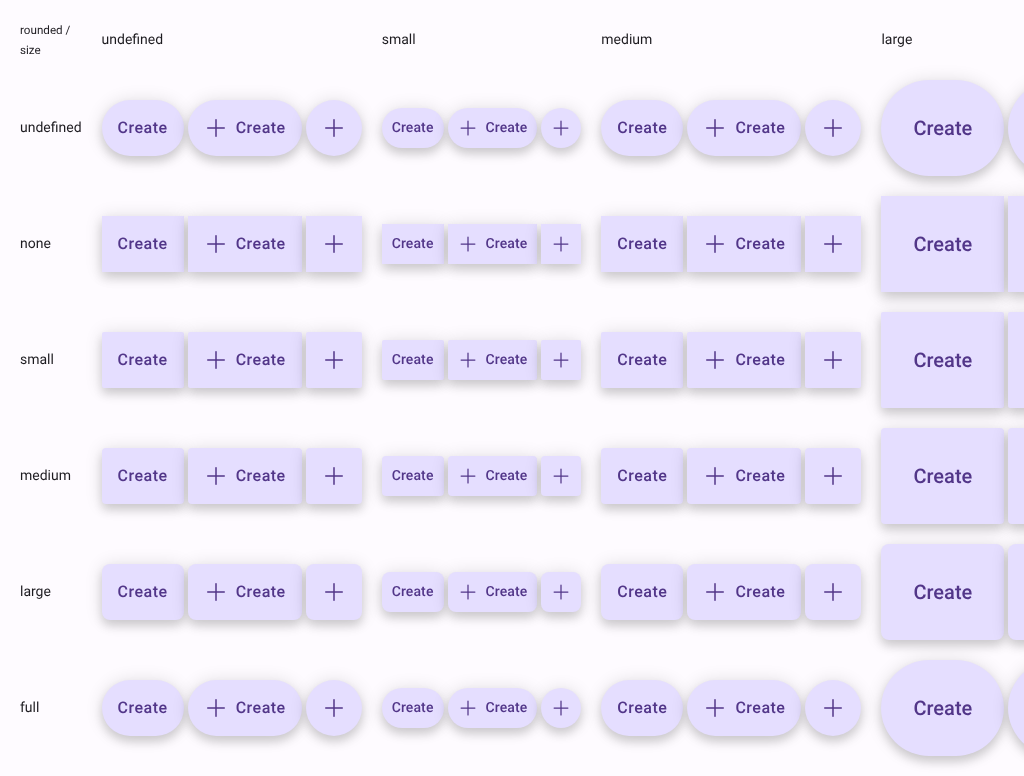 rounded / size undefined small medium large
undefined Create Create Create Create Create Create Create
none Create Create Create Create Create Create Create
small Create Create Create Create Create Create Create
medium Create Create Create Create Create Create Create
large Create Create Create Create Create Create Create
full Create Create Create Create Create Create Create